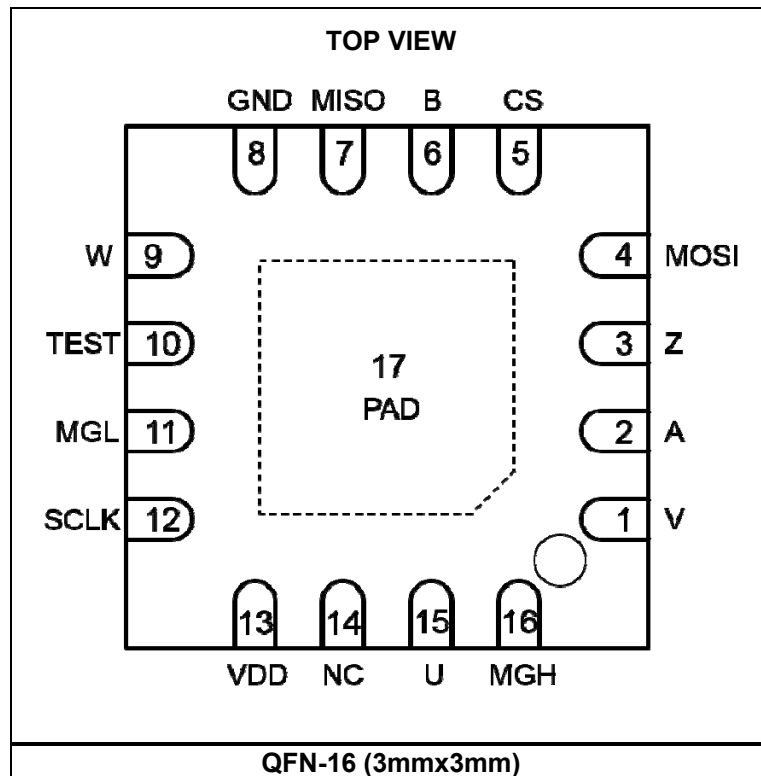 TOP VIEW
GND MISO B CS
8 7 6 5
W 9 4 MOSI
TEST 10 3 Z
17
PAD
MGL 11 2 A
SCLK 12 1 V
13 14 15 16
VDD NC U MGH
QFN-16 (3mmx3mm)